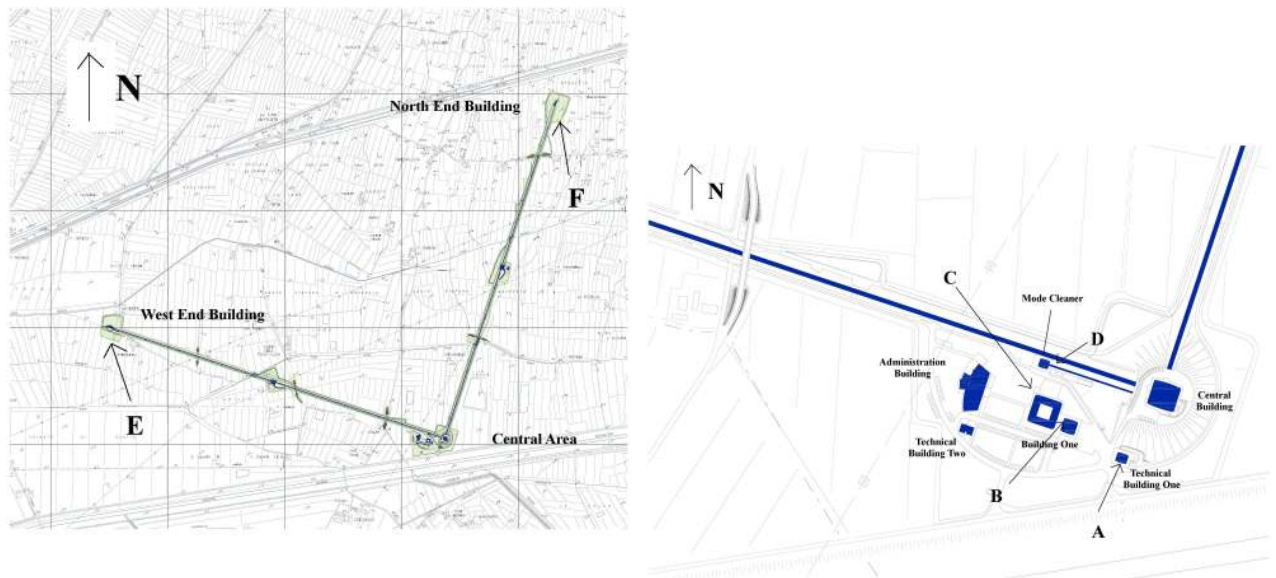 N
North End Building
F
West End Building
E
Central Area
N
C
Mode Cleaner
D
Administration
Building
Central
Building
Technical
Building Two
Building One
B
Technical
Building One
A